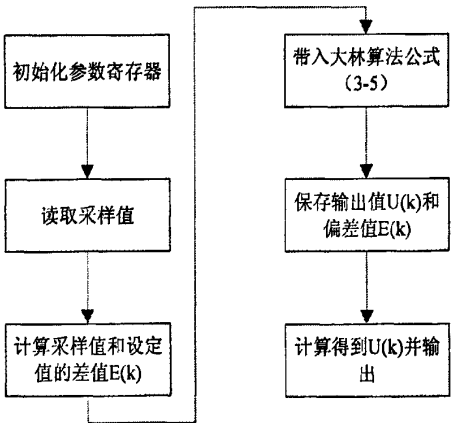 初始化参数寄存器
读取采样值
计算采样值和设定
值的差值E(k)
带入大林算法公式
（3-5）
保存输出值U(k)和
偏差值E(k)
计算得到U(k)并输
出